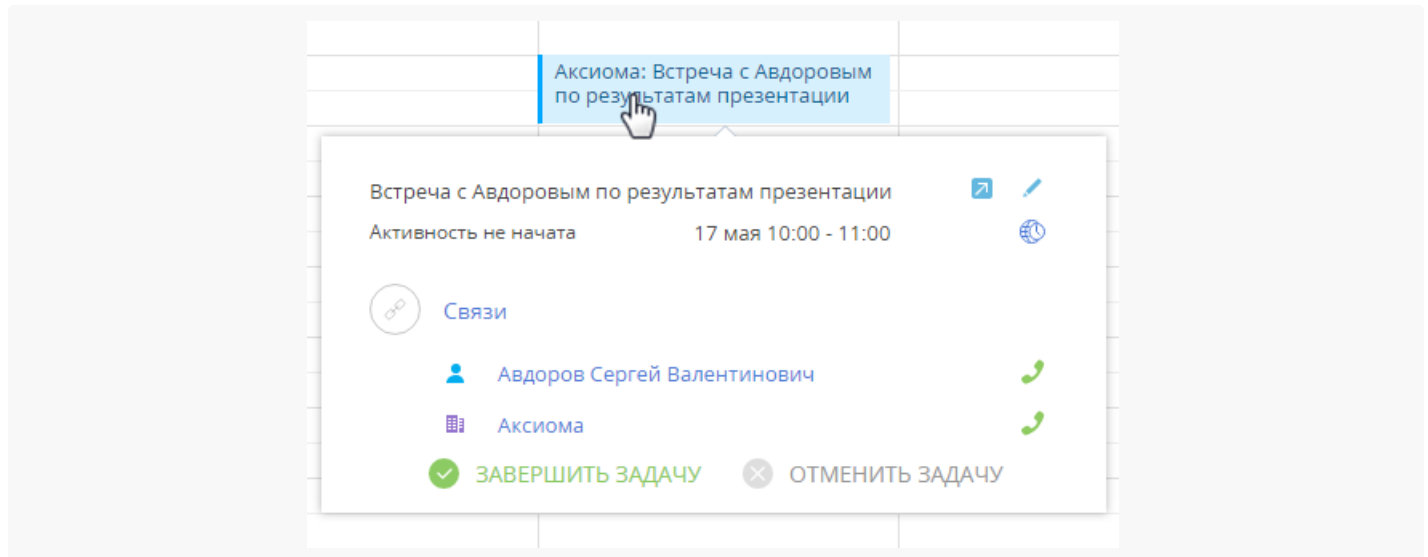 Аксиома: Встреча с Авдоровым
по результатам презентации
Встреча с Авдоровым по результатам презентации
Активность не начата 17 мая 10:00 - 11:00
Связи
Авдоров Сергей Валентинович
Аксиома
ЗАВЕРШИТЬ ЗАДАЧУ ОТМЕНИТЬ ЗАДАЧУ